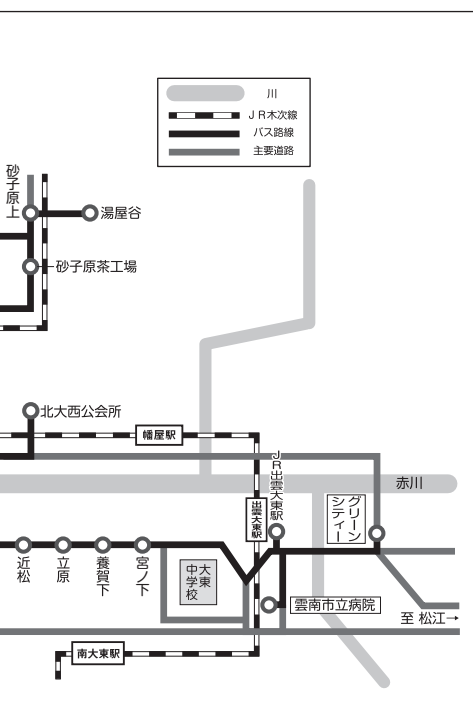 川
JR木次線
バス路線
主要道路
砂子原上
湯屋谷
砂子原茶工場
北大西公会所
幡屋駅
JR出雲大東駅
赤川
出雲大東駅
グリーン
シティー
近松
立原
養賀下
宮ノ下
大東
中学校
雲南市立病院
至 松江→
南大東駅